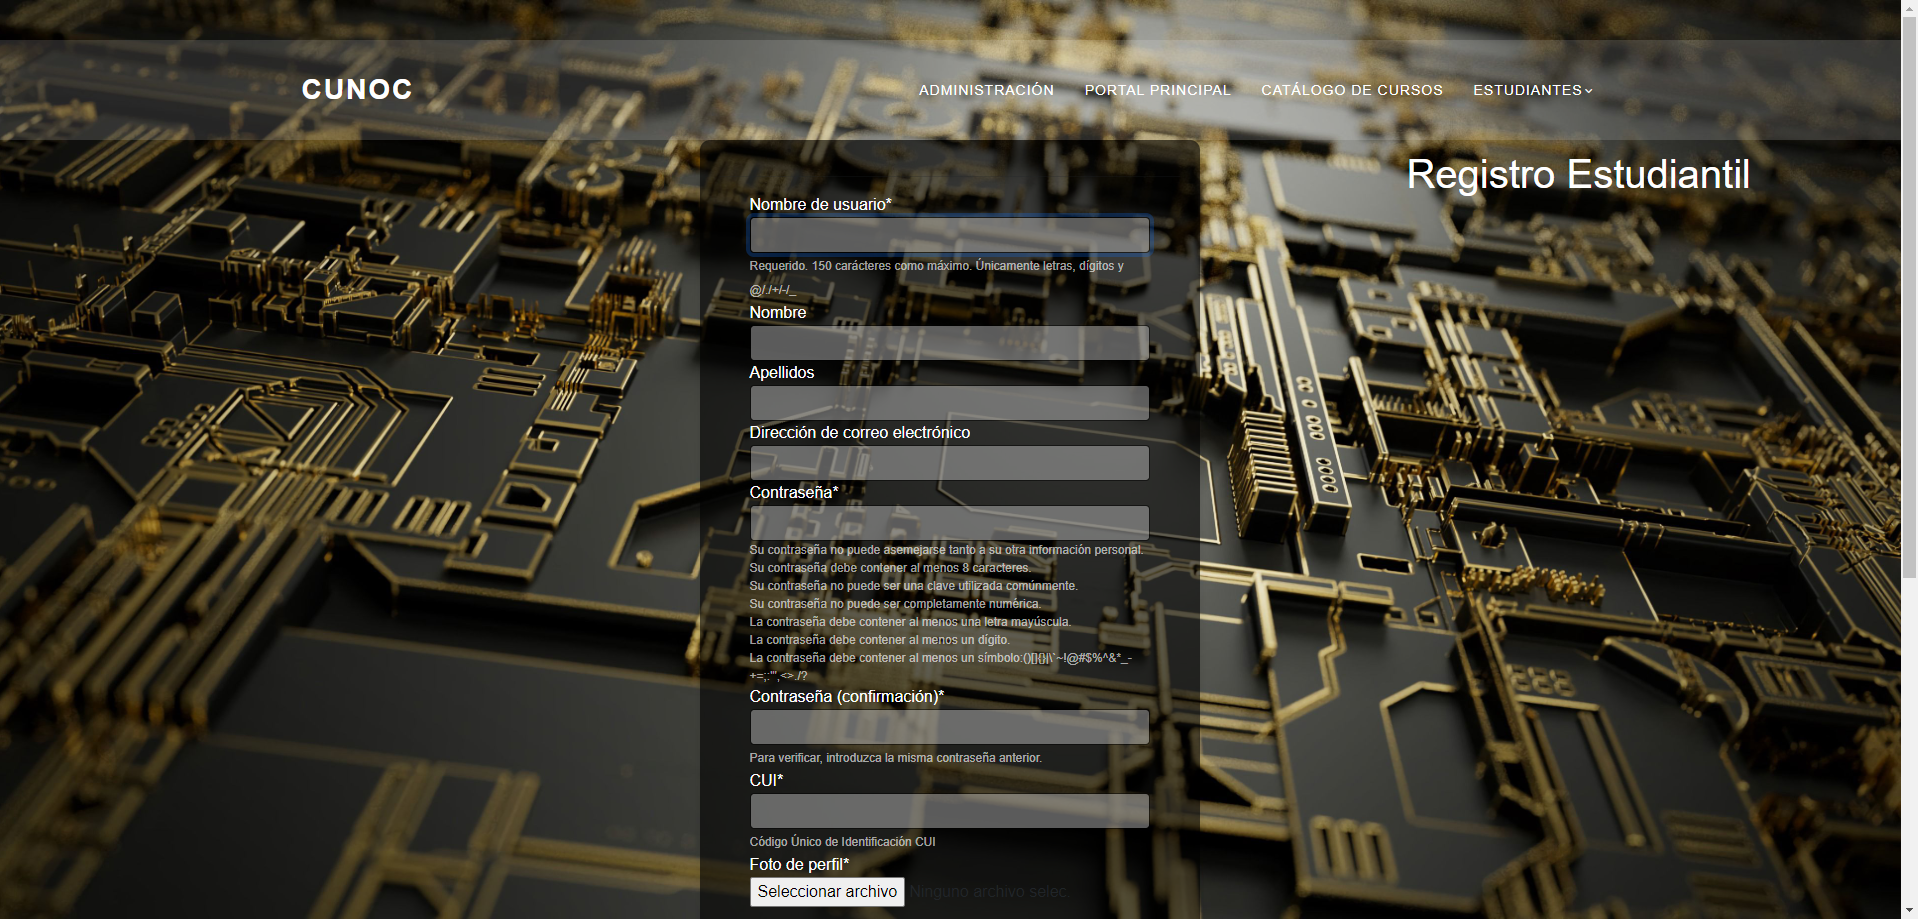 CUNOC
ADMINISTRACIÓN PORTAL PRINCIPAL CATÁLOGO DE CURSOS ESTUDIANTES
Registro Estudiantil
Nombre de usuario*
Requerido. 150 carácteres como máximo. Únicamente letras, dígitos y
@/./+/-/_
Nombre
Apellidos
Dirección de correo electrónico
Contraseña*
Su contraseña no puede asemejarse tanto a su otra información personal.
Su contraseña debe contener al menos 8 caracteres.
Su contraseña no puede ser una clave utilizada comúnmente.
Su contraseña no puede ser completamente numérica.
La contraseña debe contener al menos una letra mayúscula.
La contraseña debe contener al menos un dígito.
La contraseña debe contener al menos un símbolo:()[]{}|\`~!@#$%^&*_-
+=;:'",<>./?
Contraseña (confirmación)*
Para verificar, introduzca la misma contraseña anterior.
CUI*
Código Único de Identificación CUI
Foto de perfil*
Seleccionar archivo Ninguno archivo selec.